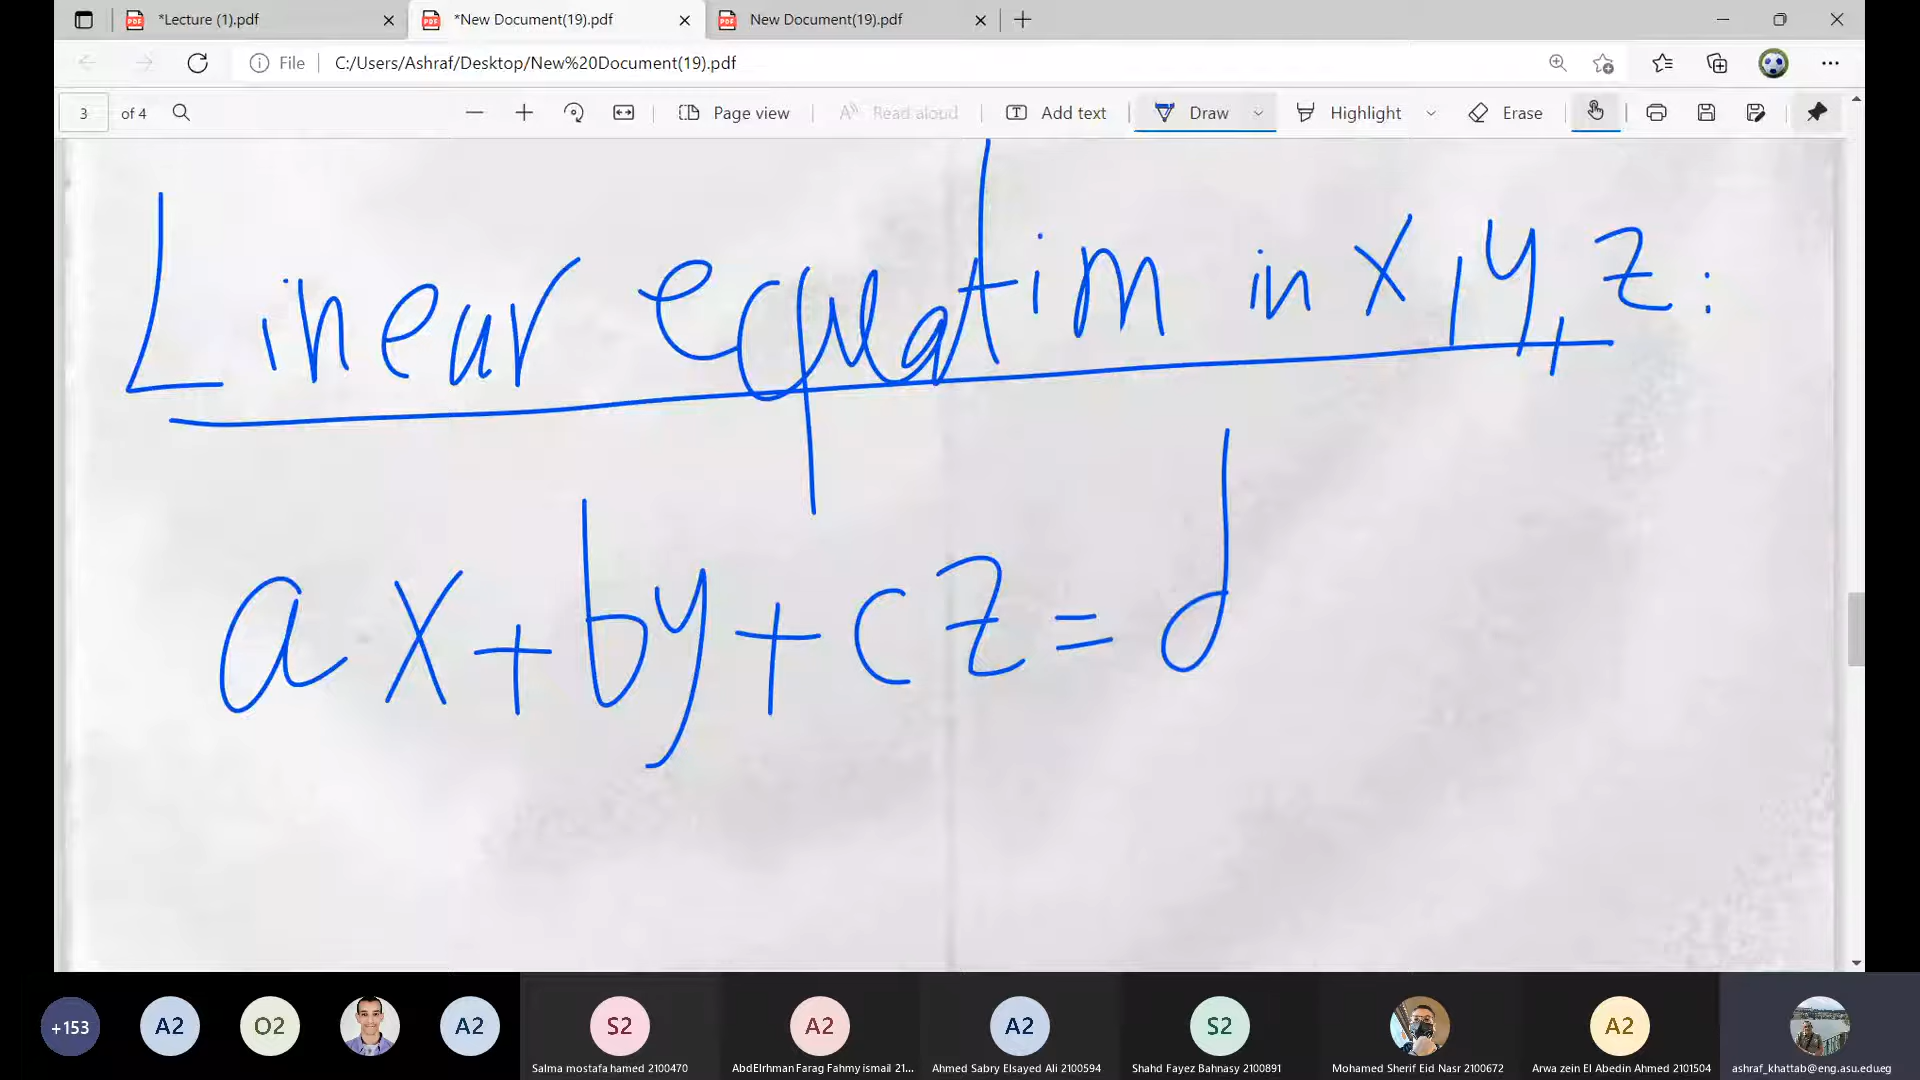 *Lecture (1).pdf
*New Document(19).pdf
New Document(19).pdf
File
C:/Users/Ashraf/Desktop/New%20Document(19).pdf
3 of 4
Page view
Read aloud
Add text
Draw
Highlight
Erase
Linear equation in x, y, z:
ax + by + cz = d
+153
A2
O2
A2
S2
A2
A2
S2
A2
Salma mostafa hamed 2100470
AbdElrhman Farag Fahmy ismail 21...
Ahmed Sabry Elsayed Ali 2100594
Shahd Fayez Bahnasy 2100891
Mohamed Sherif Eid Nasr 2100672
Arwa zein El Abedin Ahmed 2101504
ashraf_khattab@eng.asu.edueg